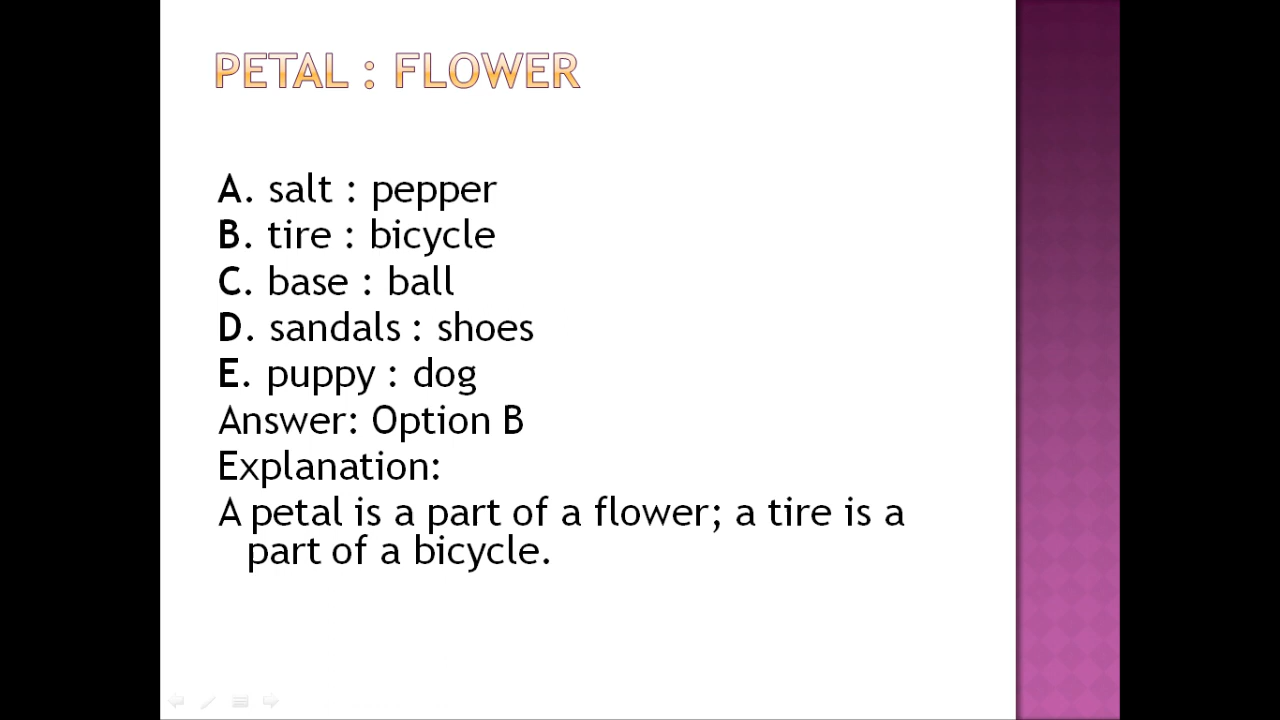 PETAL : FLOWER
A. salt : pepper
B. tire : bicycle
C. base : ball
D. sandals : shoes
E. puppy : dog
Answer: Option B
Explanation:
A petal is a part of a flower; a tire is a
part of a bicycle.